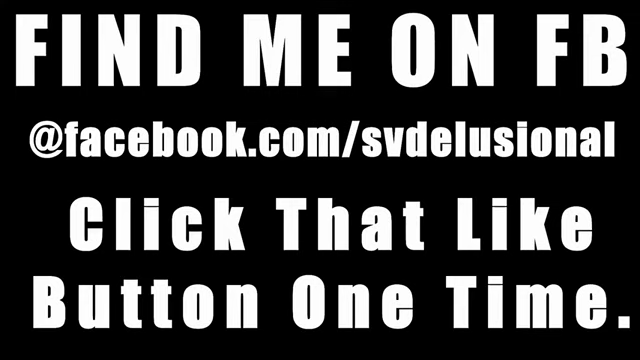 FIND ME ON FB
@facebook.com/svdelusional
Click That Like
Button One Time.